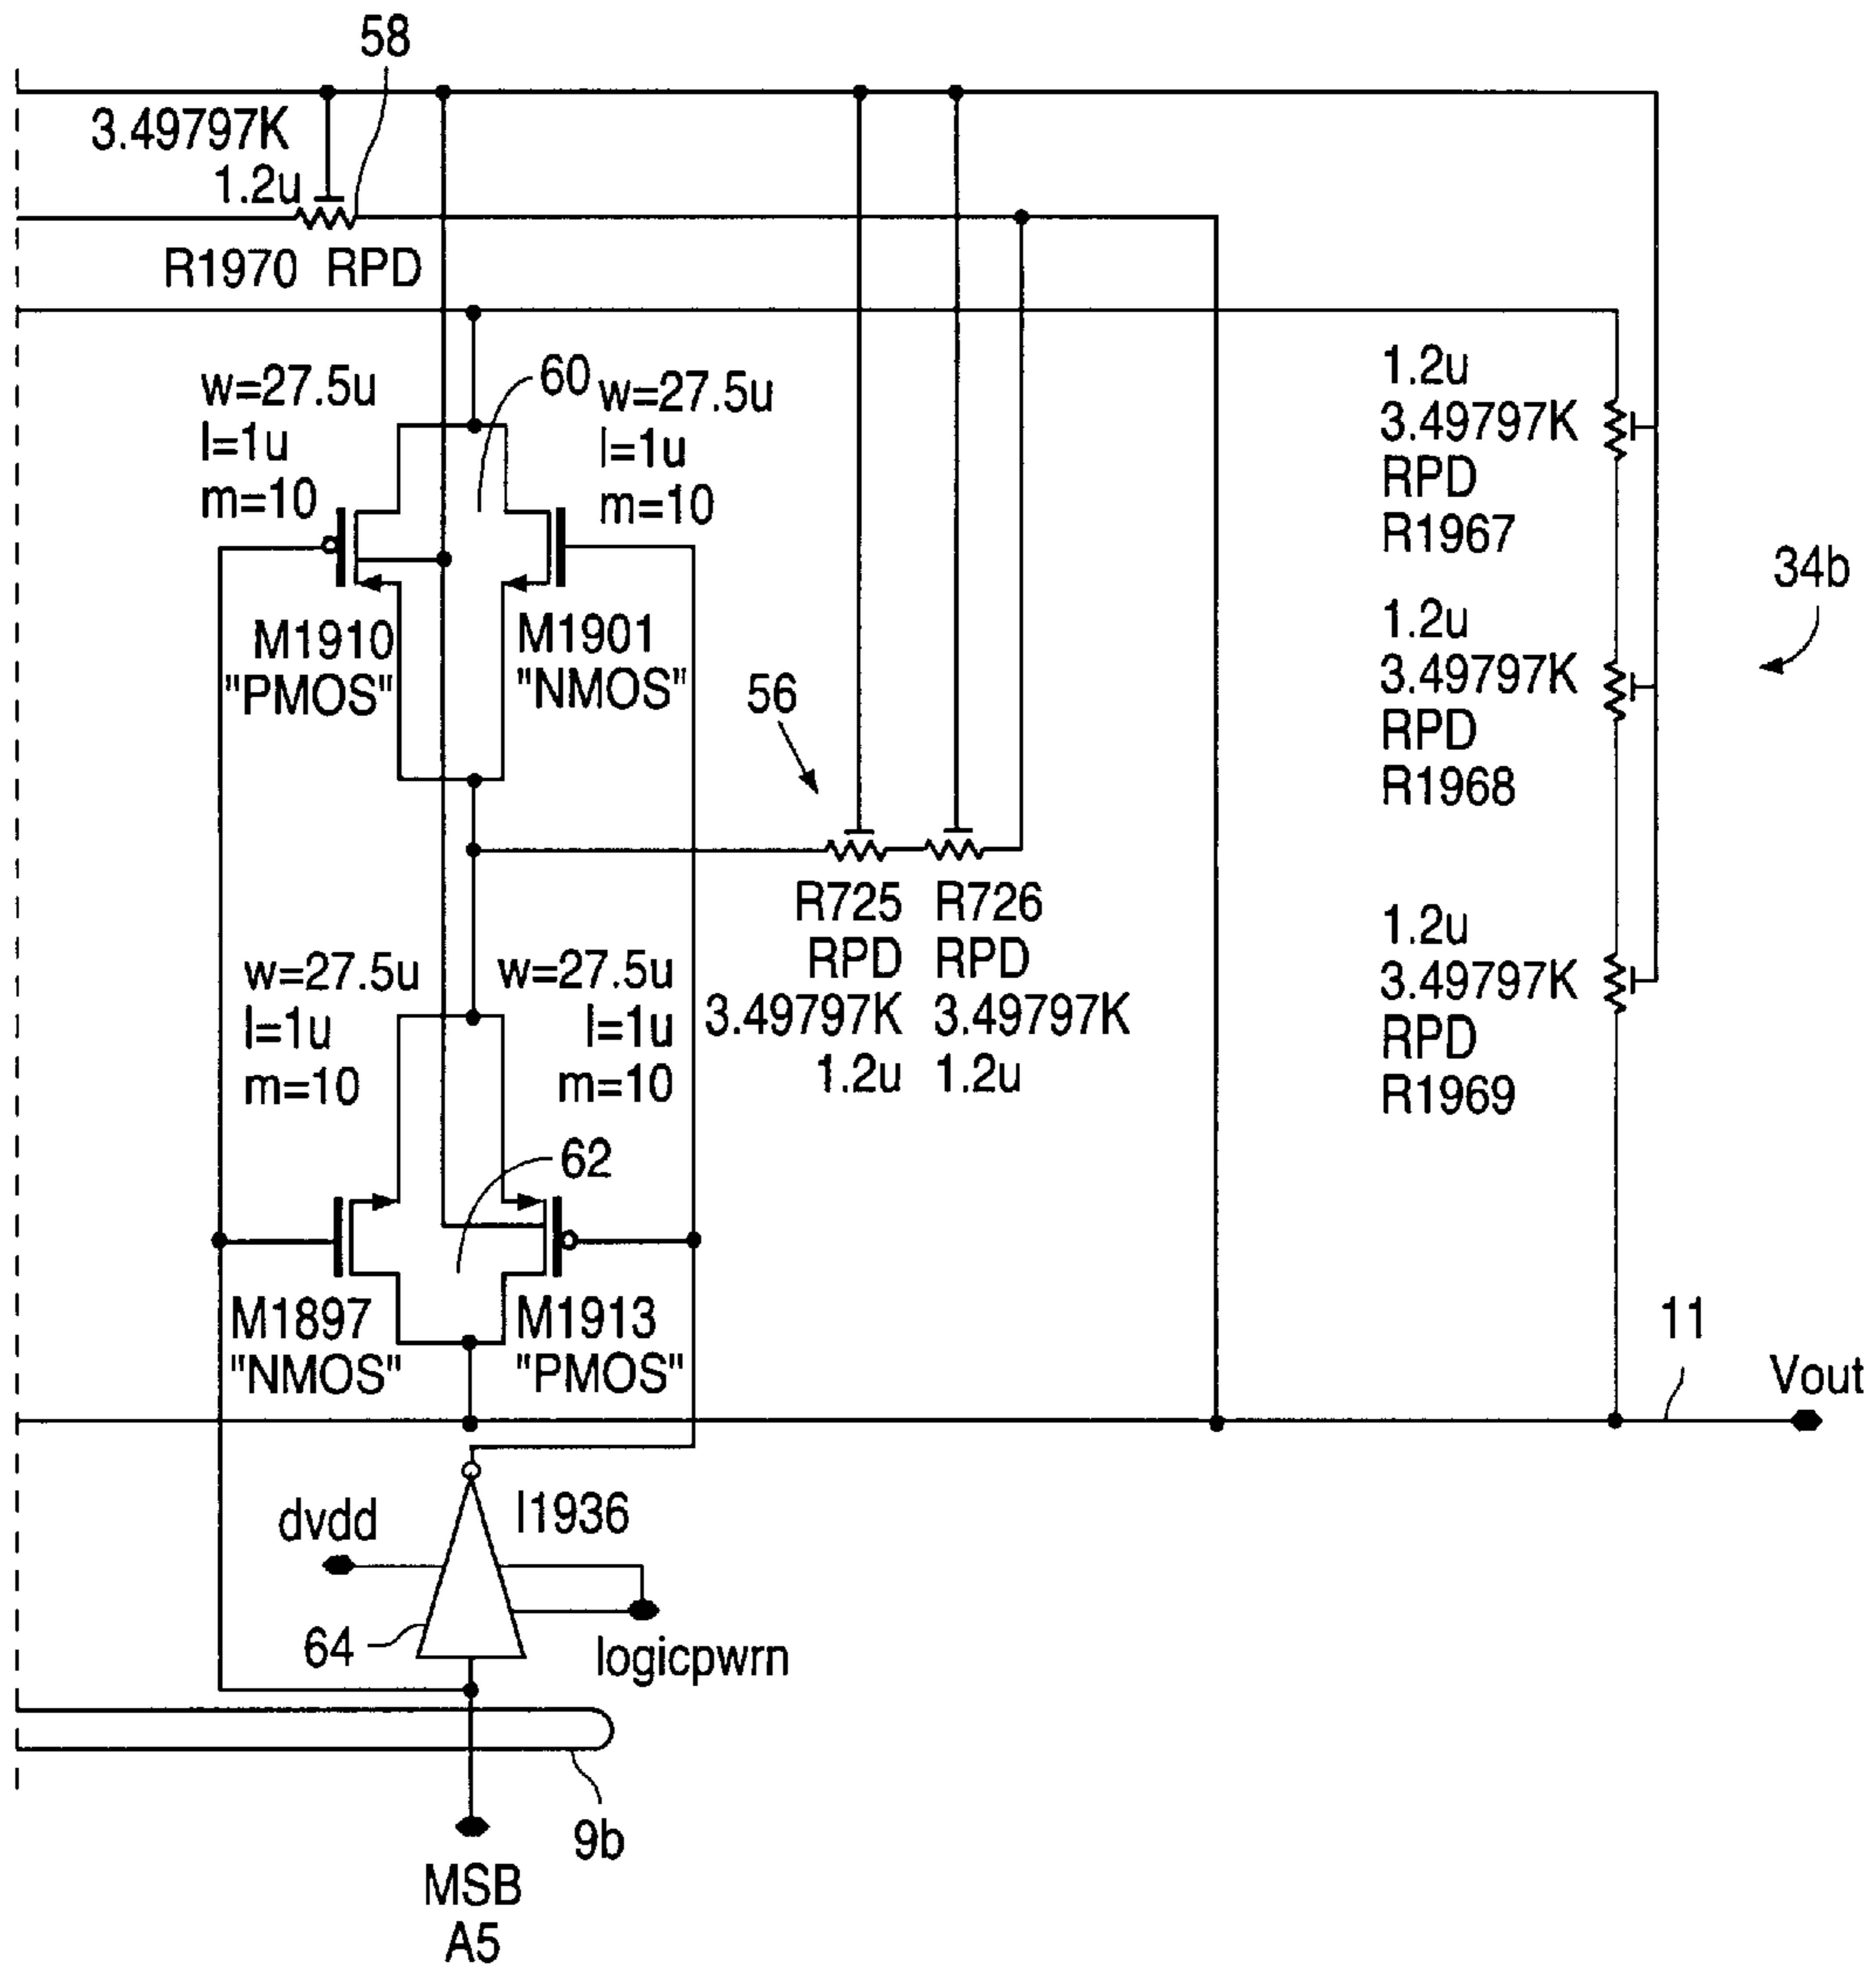 58
3.49797K
1.2u
R1970 RPD
w=27.5u
l=1u
m=10
60
w=27.5u
l=1u
m=10
M1910
"PMOS"
M1901
"NMOS"
56
1.2u
3.49797K
RPD
R1967
34b
1.2u
3.49797K
RPD
R1968
R725
RPD
3.49797K
1.2u
R726
RPD
3.49797K
1.2u
1.2u
3.49797K
RPD
R1969
w=27.5u
l=1u
m=10
w=27.5u
l=1u
m=10
62
M1897
"NMOS"
M1913
"PMOS"
11
Vout
dvdd
I1936
64
logicpwrn
9b
MSB
A5